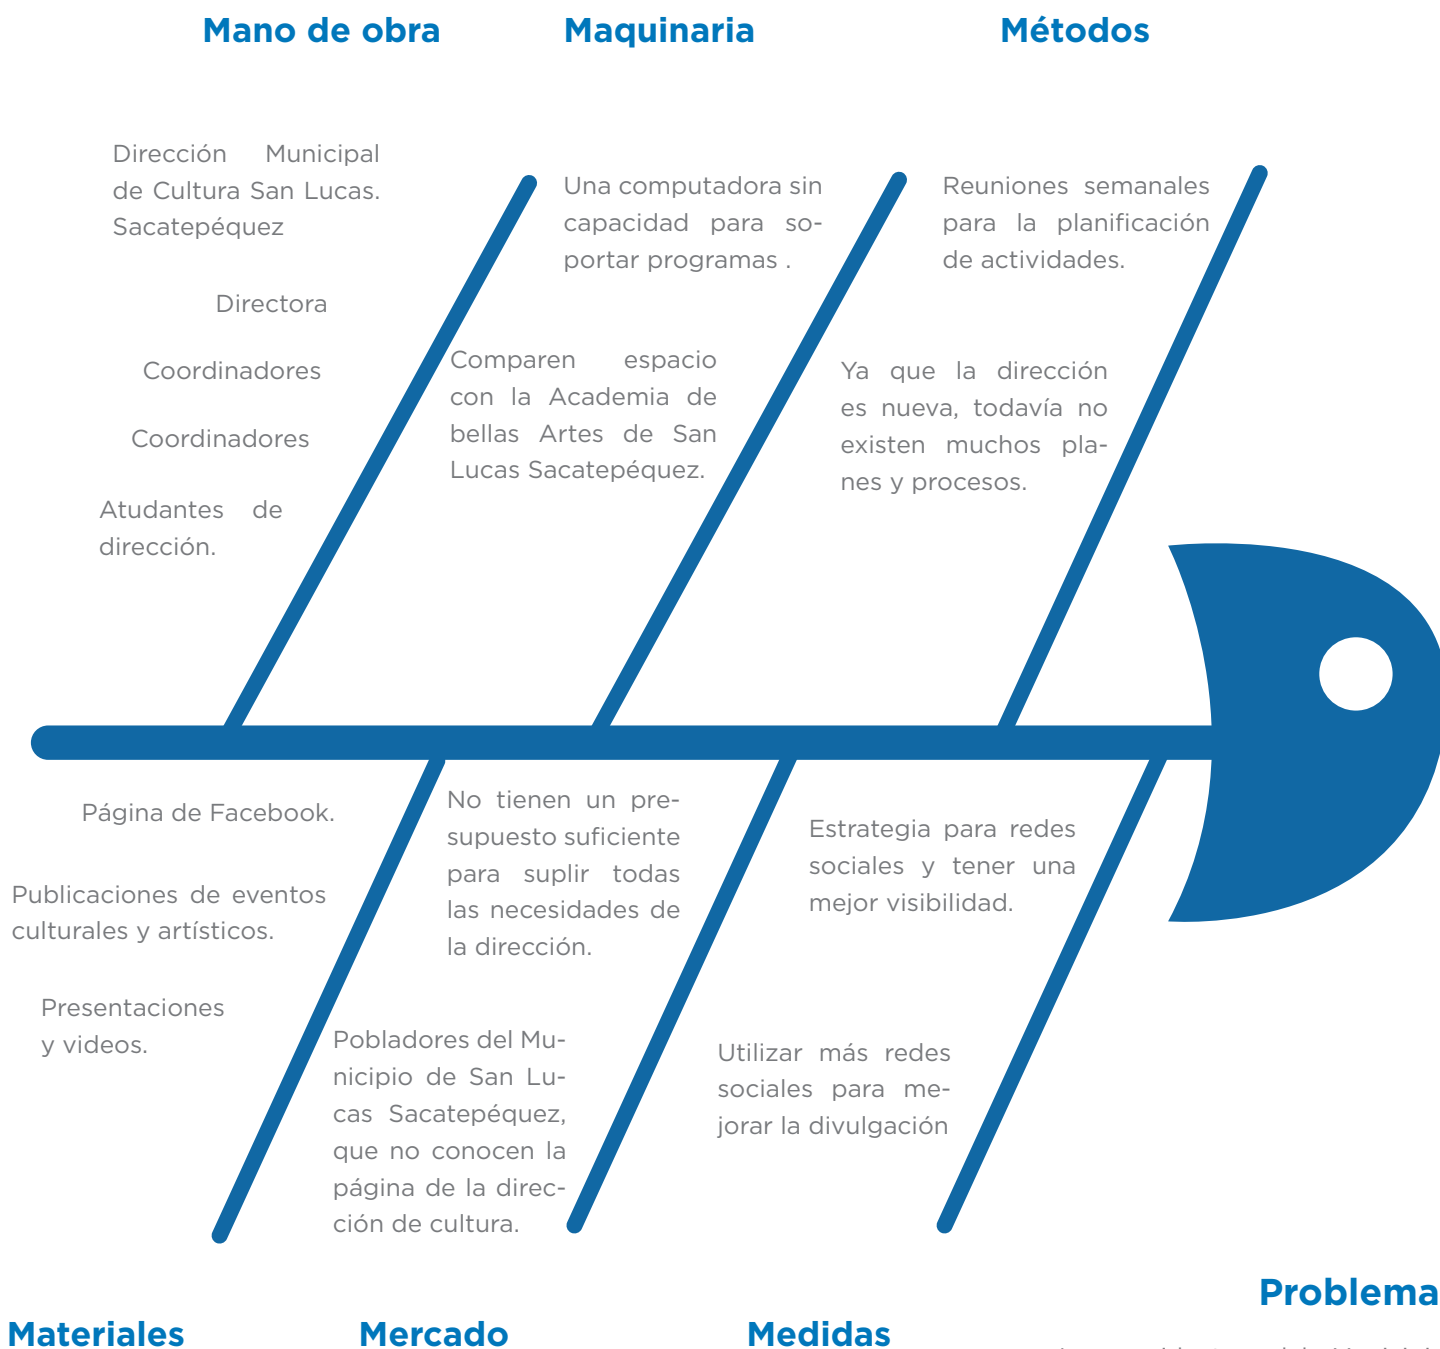 Mano de obra
Maquinaria
Métodos
Dirección Municipal
de Cultura San Lucas.
Sacatepéquez
Directora
Coordinadores
Coordinadores
Atudantes de
dirección.
Una computadora sin
capacidad para so-
portar programas .
Comparen espacio
con la Academia de
bellas Artes de San
Lucas Sacatepéquez.
Reuniones semanales
para la planificación
de actividades.
Ya que la dirección
es nueva, todavía no
existen muchos pla-
nes y procesos.
Página de Facebook.
Publicaciones de eventos
culturales y artísticos.
Presentaciones
y videos.
No tienen un pre-
supuesto suficiente
para suplir todas
las necesidades de
la dirección.
Pobladores del Mu-
nicipio de San Lu-
cas Sacatepéquez,
que no conocen la
página de la direc-
ción de cultura.
Estrategia para redes
sociales y tener una
mejor visibilidad.
Utilizar más redes
sociales para me-
jorar la divulgación
Materiales
Mercado
Medidas
Problema